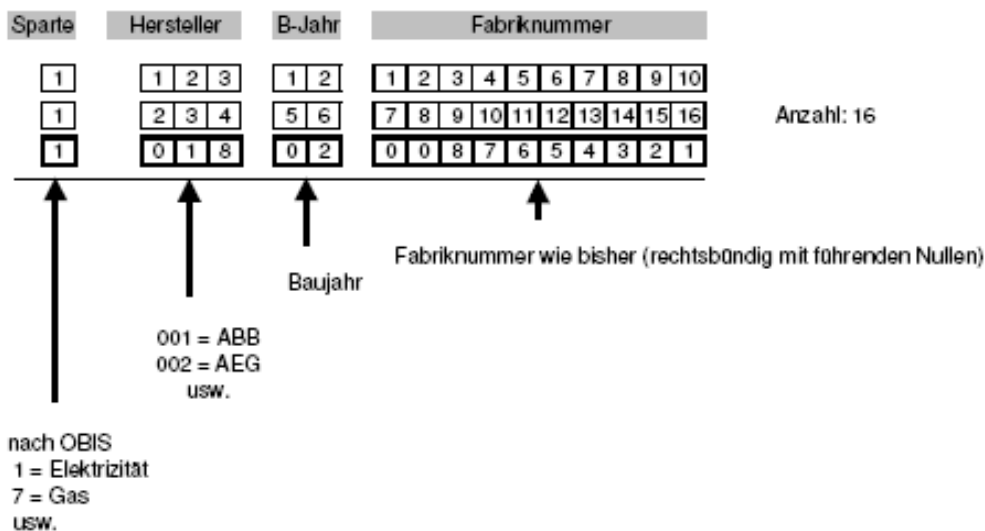 Sparte Hersteller B-Jahr Fabriknummer
1 1 2 3 1 2 1 2 3 4 5 6 7 8 9 10
1 2 3 4 5 6 7 8 9 10 11 12 13 14 15 16 Anzahl: 16
1 0 1 8 0 2 0 0 8 7 6 5 4 3 2 1
Fabriknummer wie bisher (rechtsbündig mit führenden Nullen)
Baujahr
001 = ABB
002 = AEG
usw.
nach OBIS
1 = Elektrizität
7 = Gas
usw.